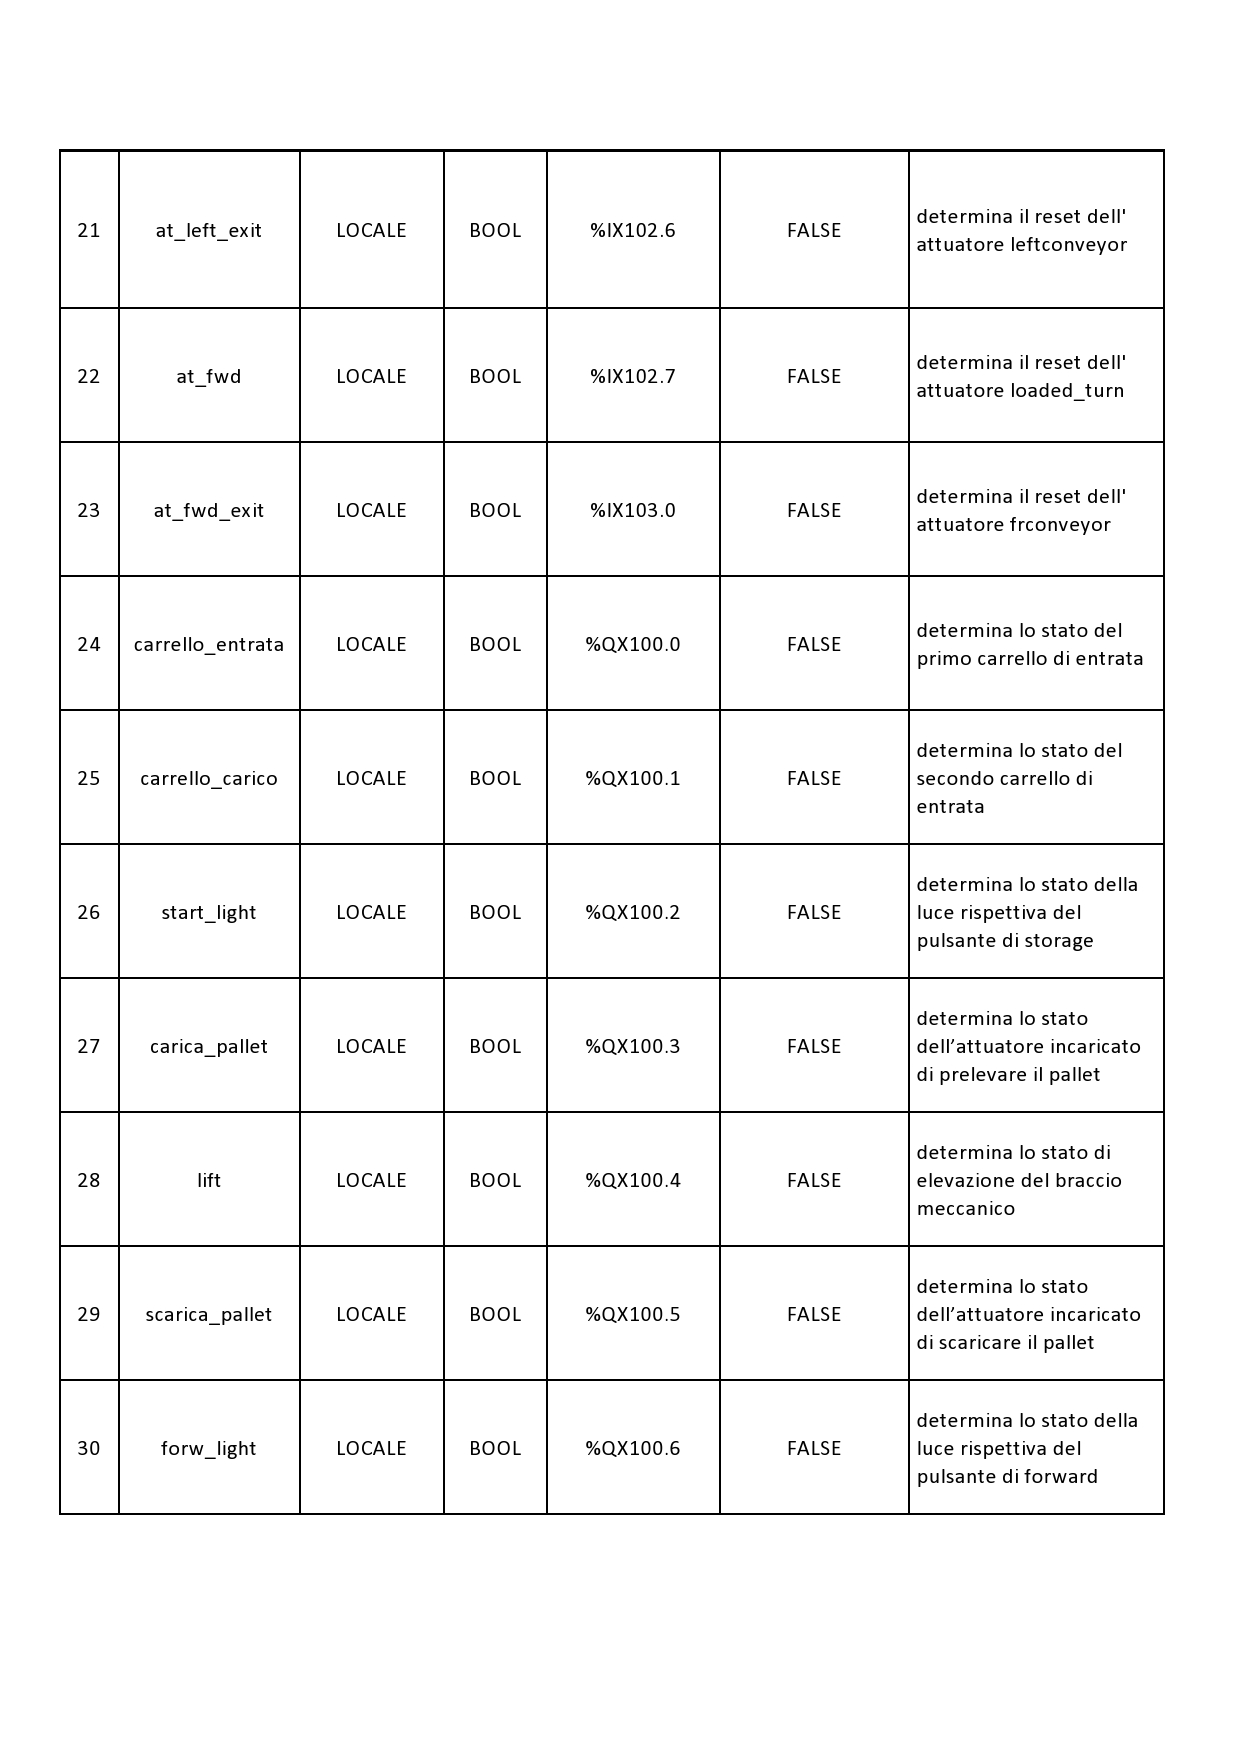 21 at_left_exit LOCALE BOOL %IX102.6 FALSE determina il reset dell'
attuatore leftconveyor
22 at_fwd LOCALE BOOL %IX102.7 FALSE determina il reset dell'
attuatore loaded_turn
23 at_fwd_exit LOCALE BOOL %IX103.0 FALSE determina il reset dell'
attuatore frconveyor
24 carrello_entrata LOCALE BOOL %QX100.0 FALSE determina lo stato del
primo carrello di entrata
25 carrello_carico LOCALE BOOL %QX100.1 FALSE determina lo stato del
secondo carrello di
entrata
26 start_light LOCALE BOOL %QX100.2 FALSE determina lo stato della
luce rispettiva del
pulsante di storage
27 carica_pallet LOCALE BOOL %QX100.3 FALSE determina lo stato
dell’attuatore incaricato
di prelevare il pallet
28 lift LOCALE BOOL %QX100.4 FALSE determina lo stato di
elevazione del braccio
meccanico
29 scarica_pallet LOCALE BOOL %QX100.5 FALSE determina lo stato
dell’attuatore incaricato
di scaricare il pallet
30 forw_light LOCALE BOOL %QX100.6 FALSE determina lo stato della
luce rispettiva del
pulsante di forward